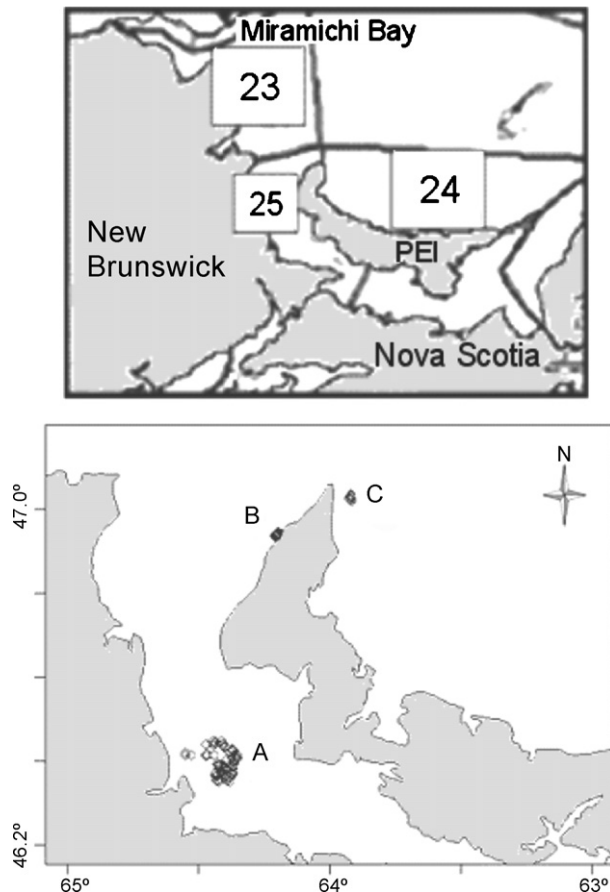 Miramichi Bay
23
24
25
New
Brunswick
PEI
Nova Scotia
N
47.0°
C
B
A
46.2°
65°
64°
63°